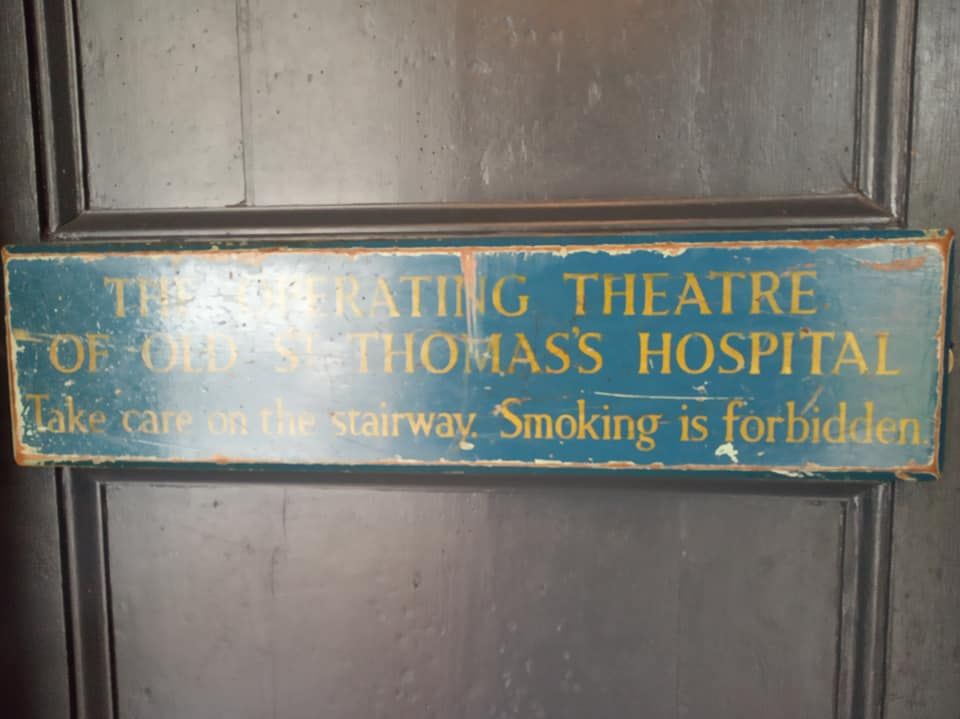 THE OPERATING THEATRE
OF OLD ST THOMAS'S HOSPITAL
Take care on the stairway. Smoking is forbidden.